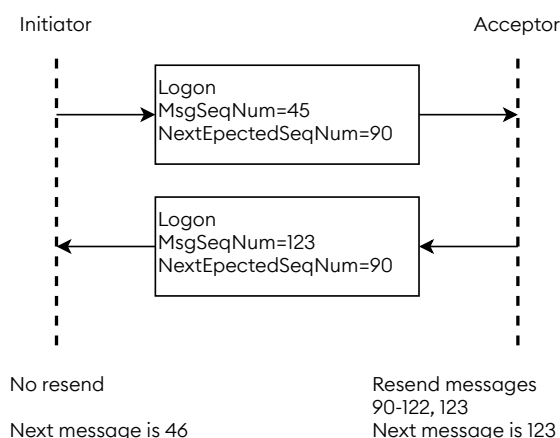 Initiator
Acceptor
Logon
MsgSeqNum=45
NextEpectedSeqNum=90
Logon
MsgSeqNum=123
NextEpectedSeqNum=90
No resend
Next message is 46
Resend messages
90-122, 123
Next message is 123